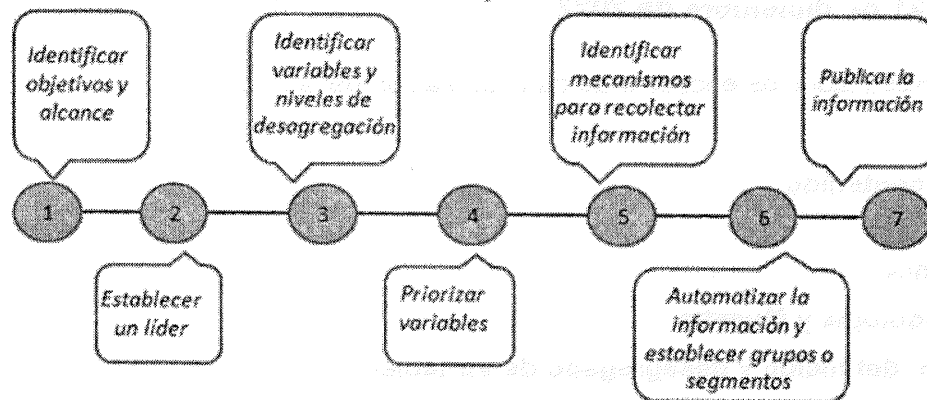 Identificar
objetivos y
alcance
1
Establecer
un líder
2
Identificar
variables y
niveles de
desagregación
3
Priorizar
variables
4
Identificar
mecanismos
para recolectar
información
5
Automatizar la
información y
establecer grupos o
segmentos
6
Publicar la
información
7